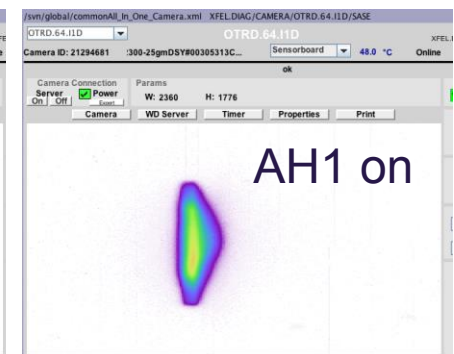 /svn/global/commonAll_In_One_Camera.xml XFEL.DIAG/CAMERA/OTRD.64.I1D/SASE
OTRD.64.I1D OTRD.64.I1D
Camera ID: 21294681 :300-25gmDSY#00305313C... Sensorboard 48.0 °C Online
ok
Camera Connection Params
Server Power W: 2360 H: 1776
On Off Expert
Camera WD Server Timer Properties Print
AH1 on